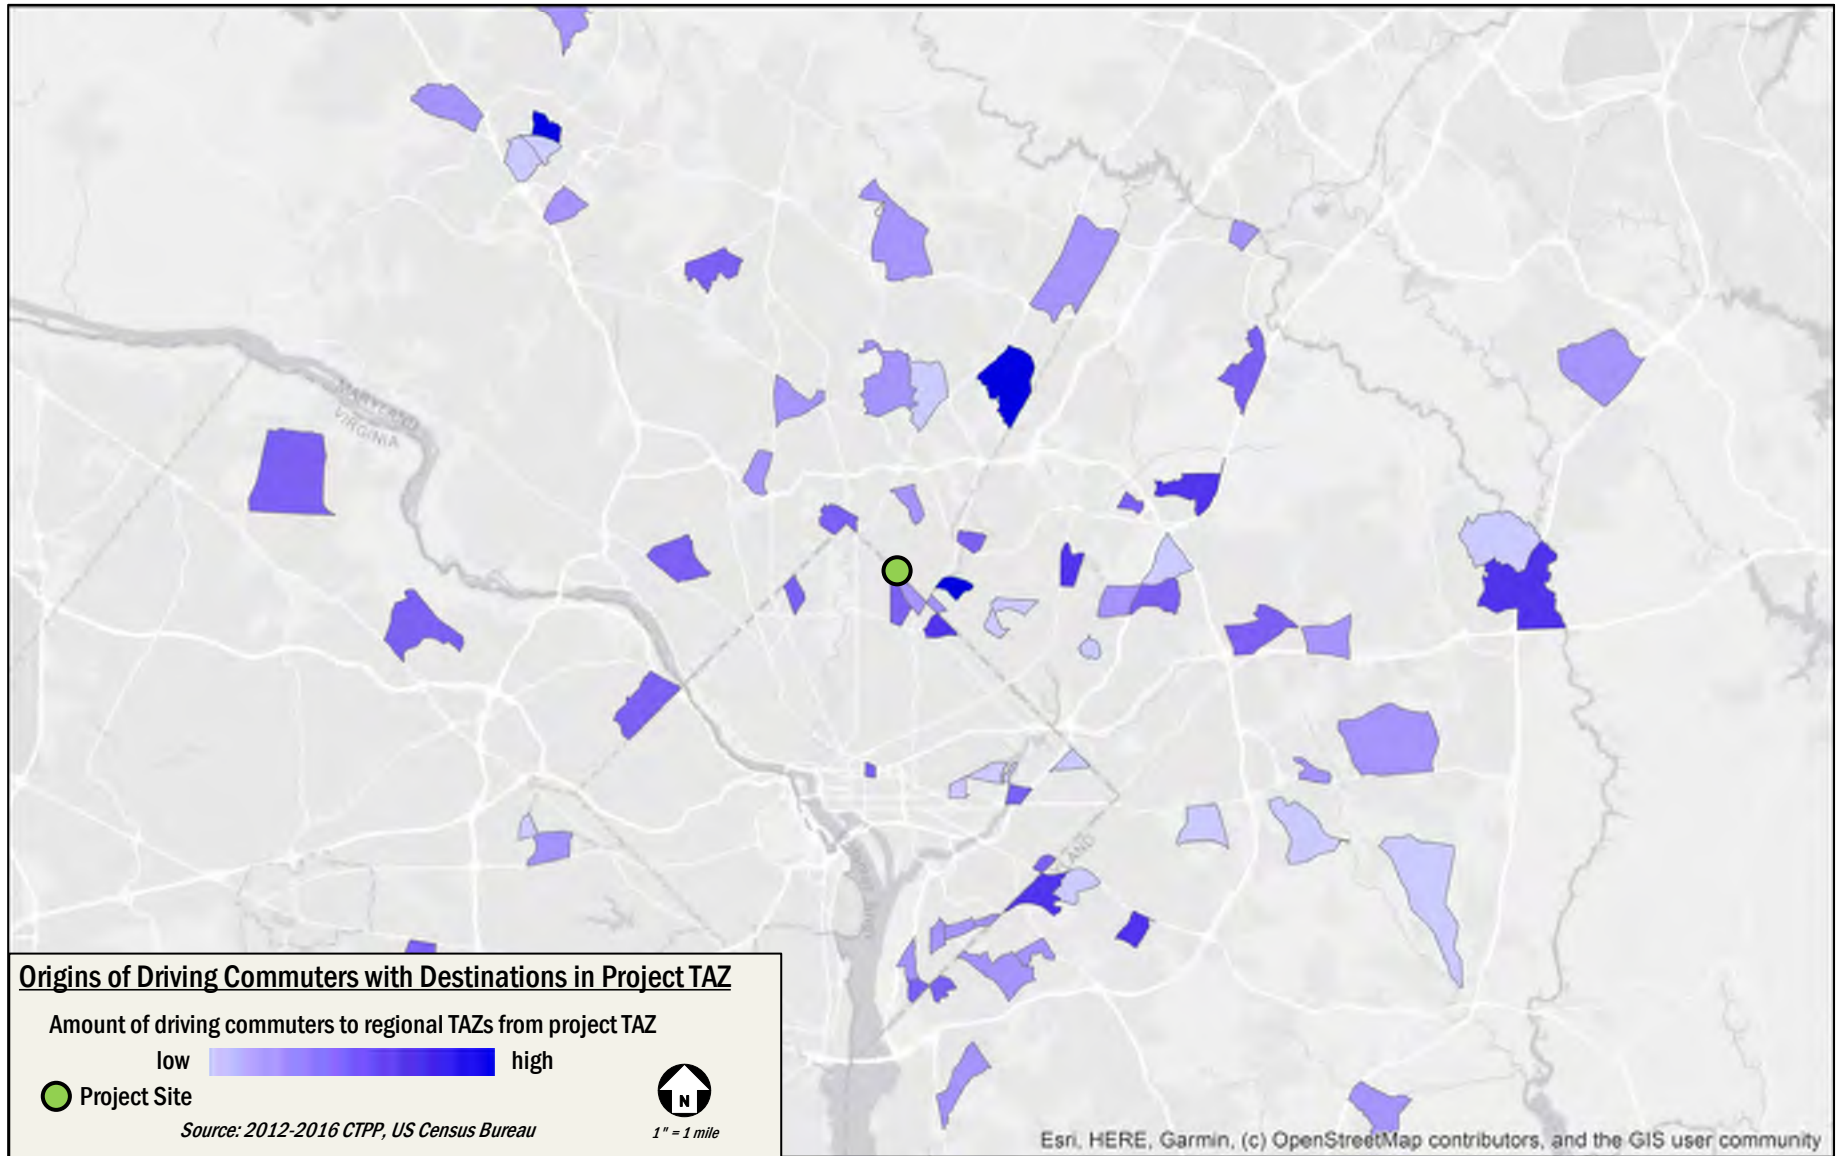 MARYLAND
VIRGINIA
Origins of Driving Commuters with Destinations in Project TAZ
Amount of driving commuters to regional TAZs from project TAZ
low high
Project Site
N
Source: 2012-2016 CTPP, US Census Bureau
1" = 1 mile
Esri, HERE, Garmin, (c) OpenStreetMap contributors, and the GIS user community